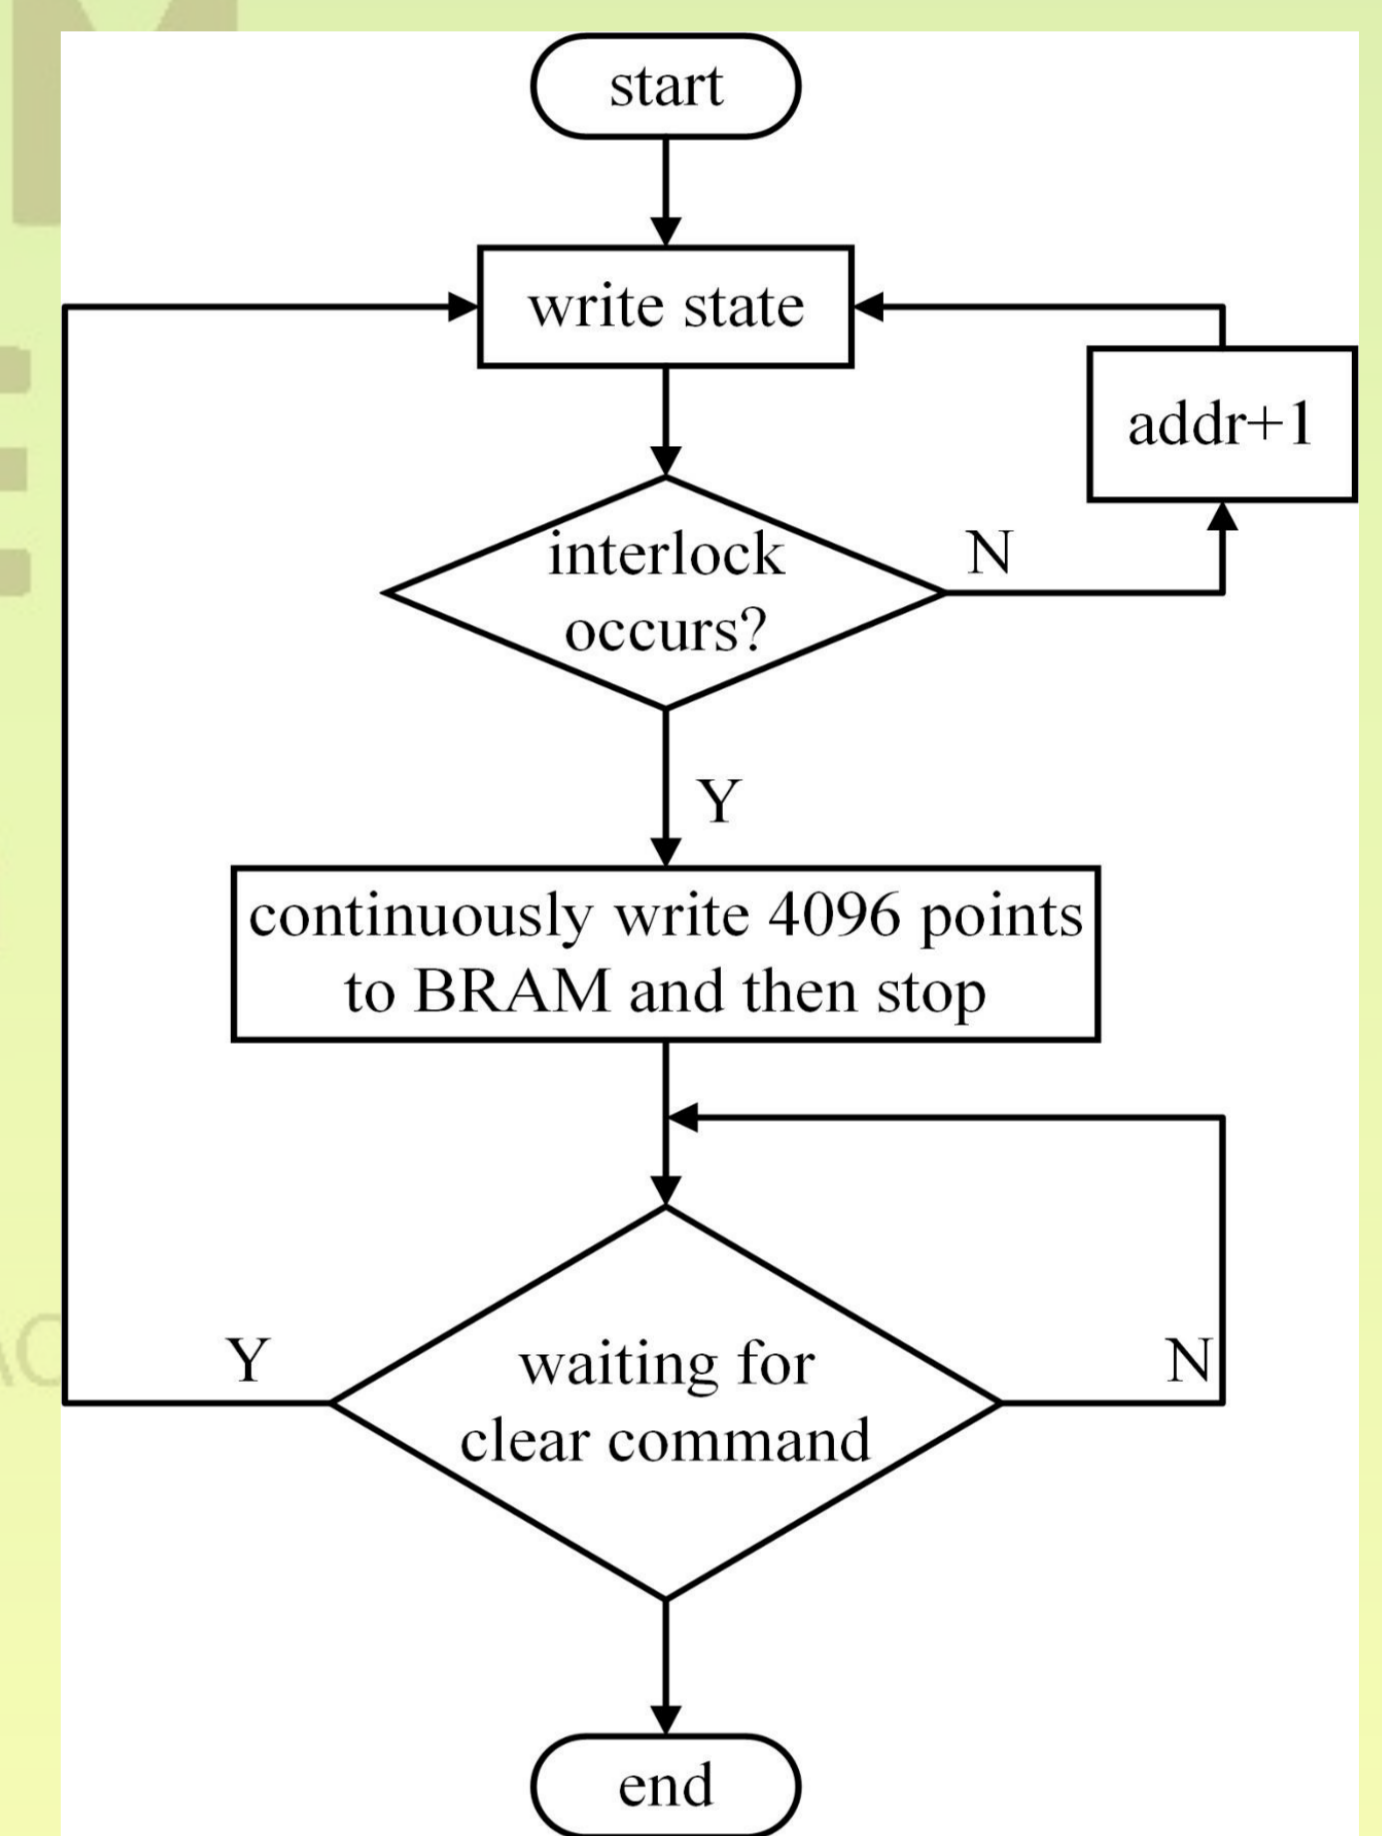 start
write state
addr+1
interlock
occurs?
N
Y
continuously write 4096 points
to BRAM and then stop
Y
waiting for
clear command
N
end